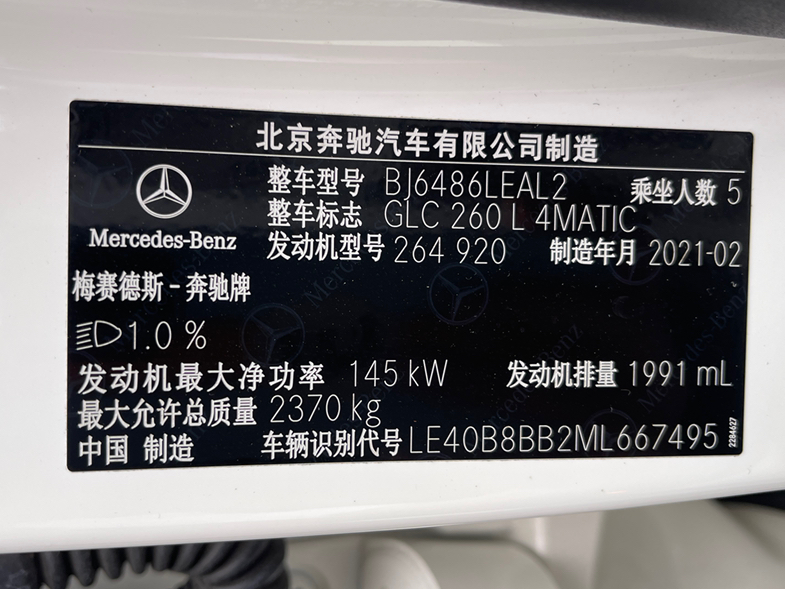 北京奔驰汽车有限公司制造
整车型号 BJ6486LEAL2 乘坐人数 5
整车标志 GLC 260 L 4MATIC
Mercedes-Benz
发动机型号 264 920 制造年月 2021-02
梅赛德斯-奔驰牌
1.0 %
发动机最大净功率 145 kW 发动机排量 1991 mL
最大允许总质量 2370 kg
中国 制造 车辆识别代号 LE40B8BB2ML667495
2284627